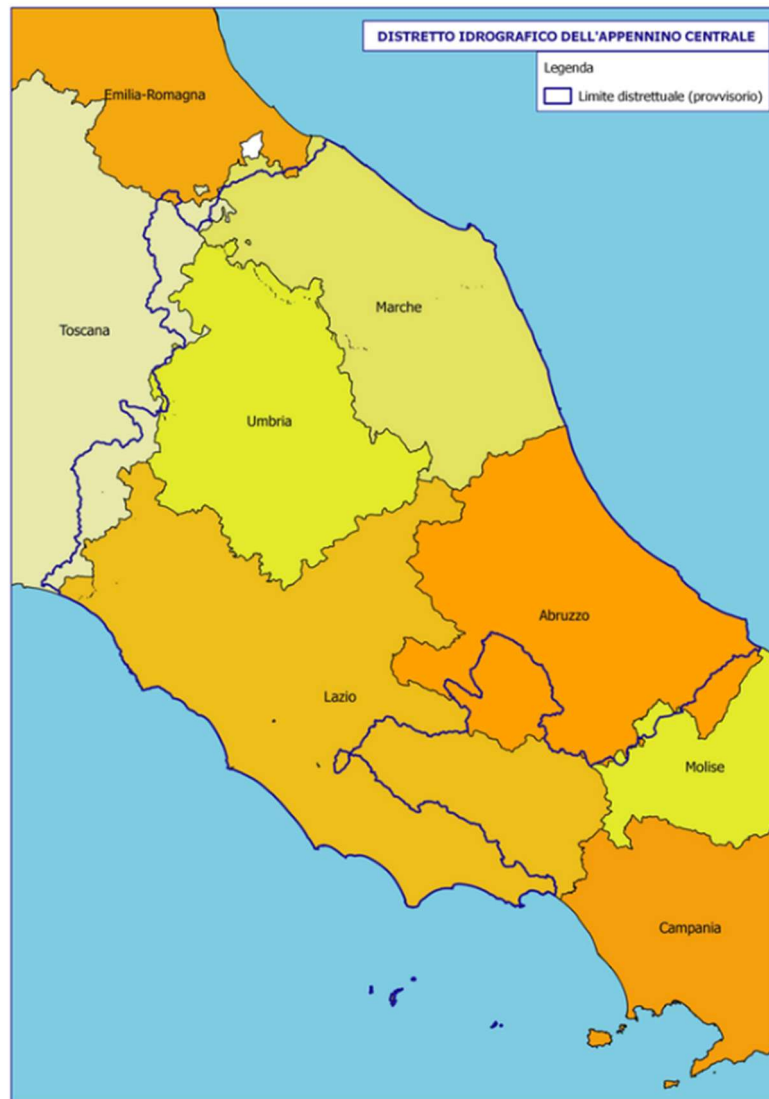 DISTRETTO IDROGRAFICO DELL'APPENNINO CENTRALE
Legenda
Limite distrettuale (provvisorio)
Emilia-Romagna
Marche
Toscana
Umbria
Abruzzo
Lazio
Molise
Campania